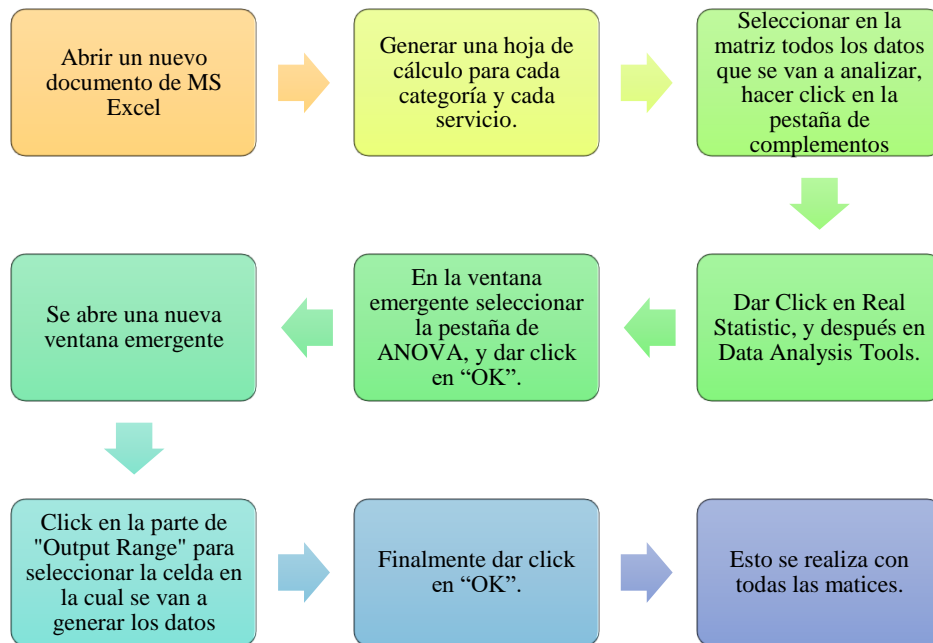 Abrir un nuevo
documento de MS
Excel
Generar una hoja de
cálculo para cada
categoría y cada
servicio.
Seleccionar en la
matriz todos los datos
que se van a analizar,
hacer click en la
pestaña de
complementos
Dar Click en Real
Statistic, y después en
Data Analysis Tools.
En la ventana
emergente seleccionar
la pestaña de
ANOVA, y dar click
en “OK”.
Se abre una nueva
ventana emergente
Click en la parte de
"Output Range" para
seleccionar la celda en
la cual se van a
generar los datos
Finalmente dar click
en “OK”.
Esto se realiza con
todas las matices.